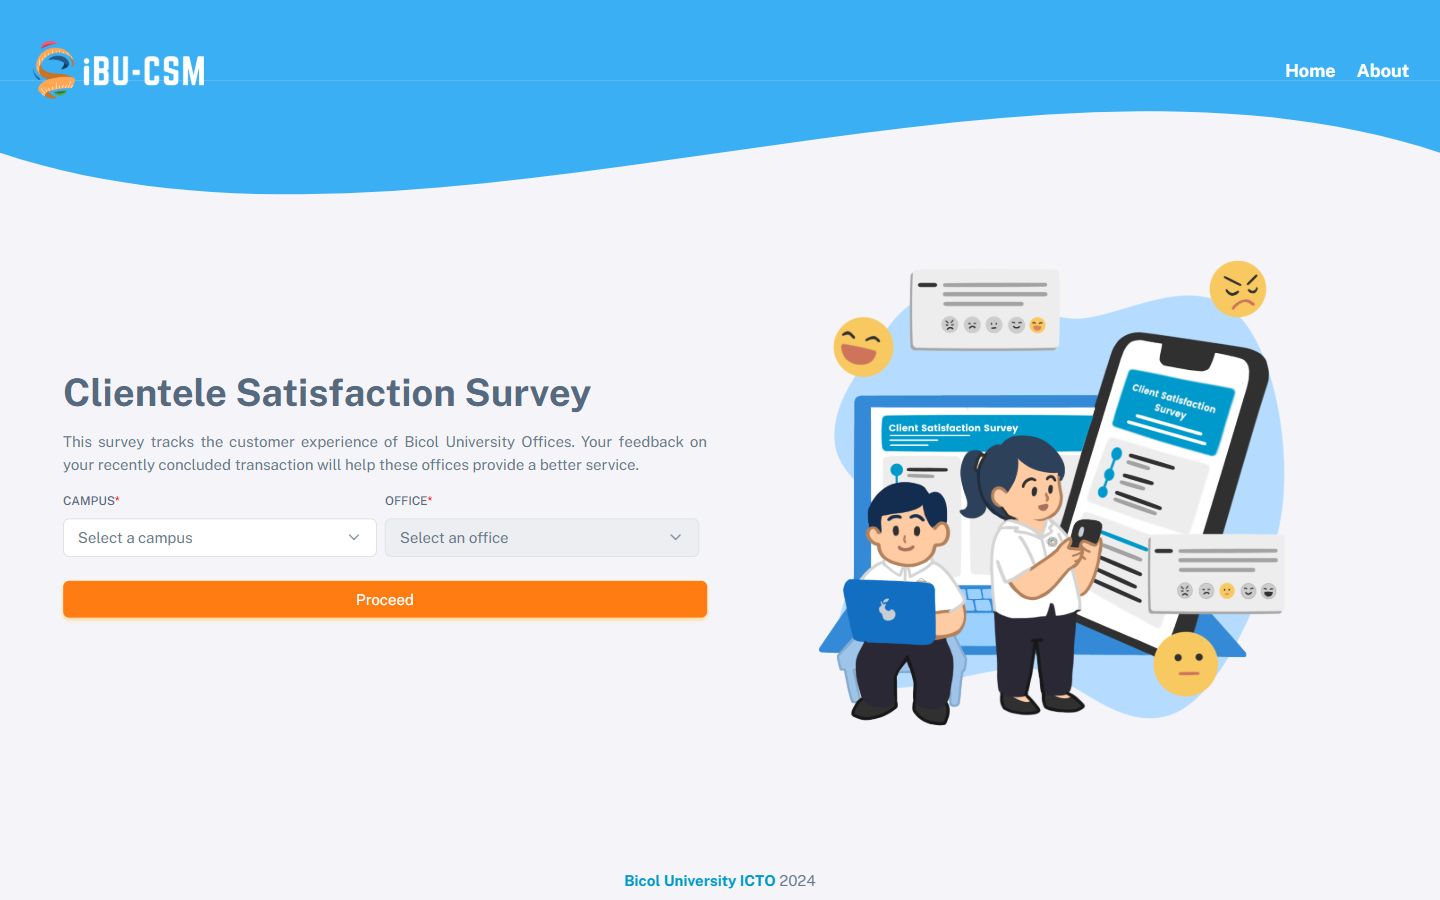 iBU-CSM
Home
About
Clientele Satisfaction Survey
This survey tracks the customer experience of Bicol University Offices. Your feedback on
your recently concluded transaction will help these offices provide a better service.
CAMPUS*
OFFICE*
Select a campus
Select an office
Proceed
Client Satisfaction
Survey
Client Satisfaction Survey
Bicol University ICTO 2024